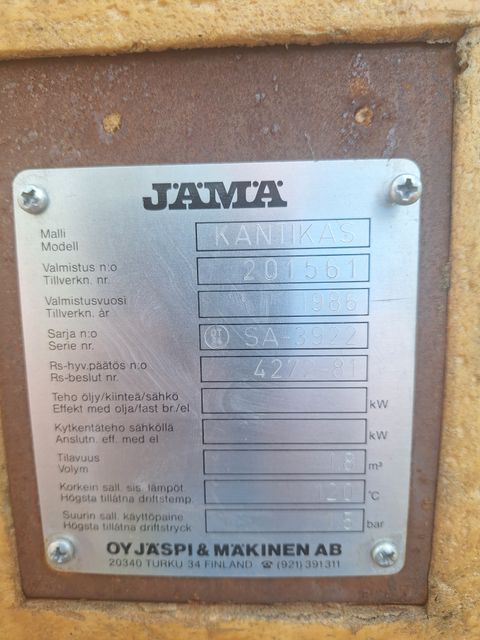 JÄMÄ
Malli KANTIKAS
Modell
Valmistus n:o 201561
Tillverkn. nr.
Valmistusvuosi 1986
Tillverkn. år
Sarja n:o SA-3922
Serie nr.
Rs-hyv.päätös n:o
Rs-beslut nr.
Teho öljy/kiinteä/sähkö kW
Effekt med olja/fast br./el
Kytkentäteho sähköllä kW
Anslutn. eff. med el
Tilavuus 1.8 m³
Volym
Korkein sall. sis. lämpöt. 120 °C
Högsta tillåtna driftstemp.
Suurin sall. käyttöpaine bar
Högsta tillåtna driftstryck
OY JÄSPI & MÄKINEN AB
20340 TURKU 34 FINLAND ☎ (921) 391311